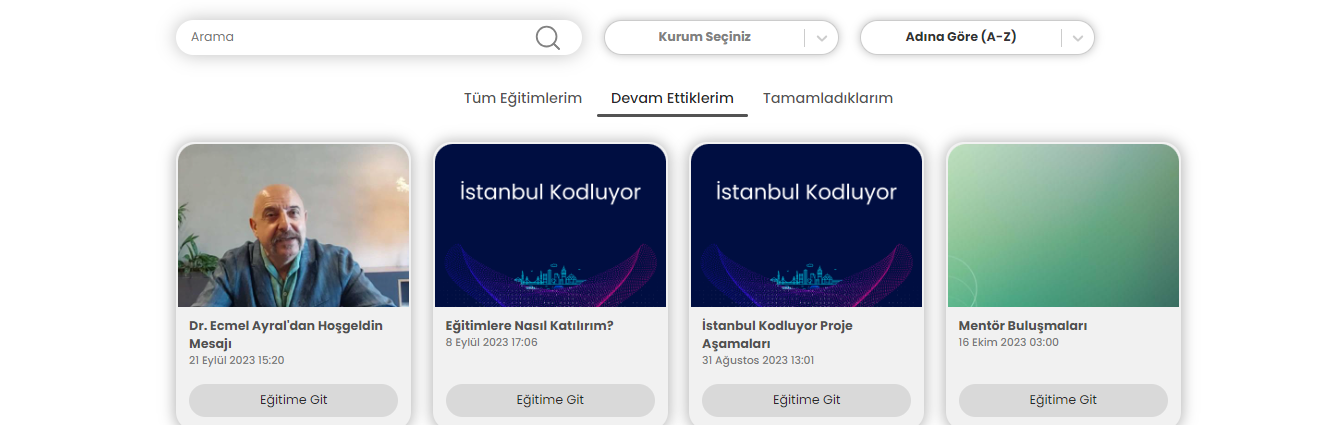 Arama
Kurum Seçiniz
Adına Göre (A-Z)
Tüm Eğitimlerim
Devam Ettiklerim
Tamamladıklarım
İstanbul Kodluyor
İstanbul Kodluyor
Dr. Ecmel Ayral'dan Hoşgeldin
Mesajı
21 Eylül 2023 15:20
Eğitime Git
Eğitimlere Nasıl Katılırım?
8 Eylül 2023 17:06
Eğitime Git
İstanbul Kodluyor Proje
Aşamaları
31 Ağustos 2023 13:01
Eğitime Git
Mentör Buluşmaları
16 Ekim 2023 03:00
Eğitime Git